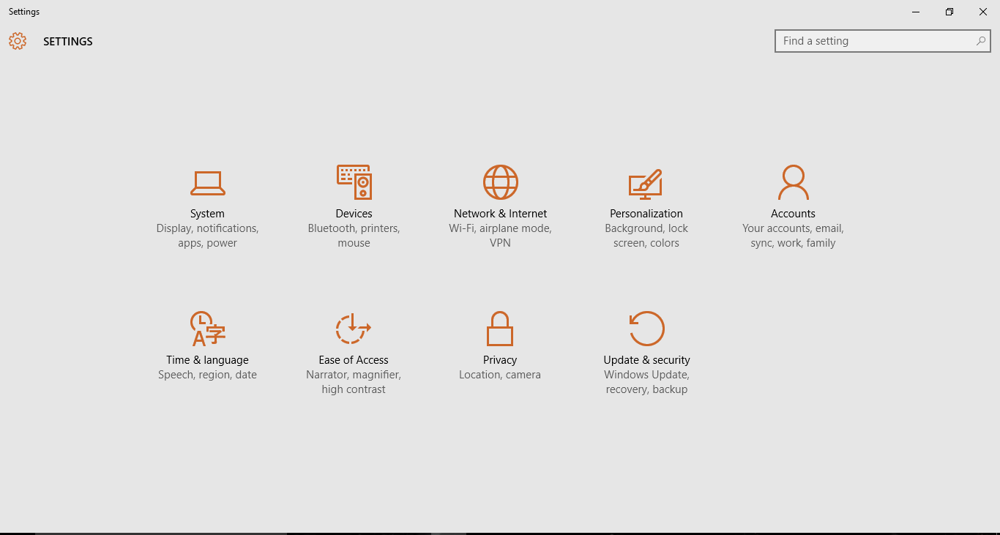 Settings
SETTINGS
Find a setting
System
Display, notifications,
apps, power
Devices
Bluetooth, printers,
mouse
Network & Internet
Wi-Fi, airplane mode,
VPN
Personalization
Background, lock
screen, colors
Accounts
Your accounts, email,
sync, work, family
Time & language
Speech, region, date
Ease of Access
Narrator, magnifier,
high contrast
Privacy
Location, camera
Update & security
Windows Update,
recovery, backup